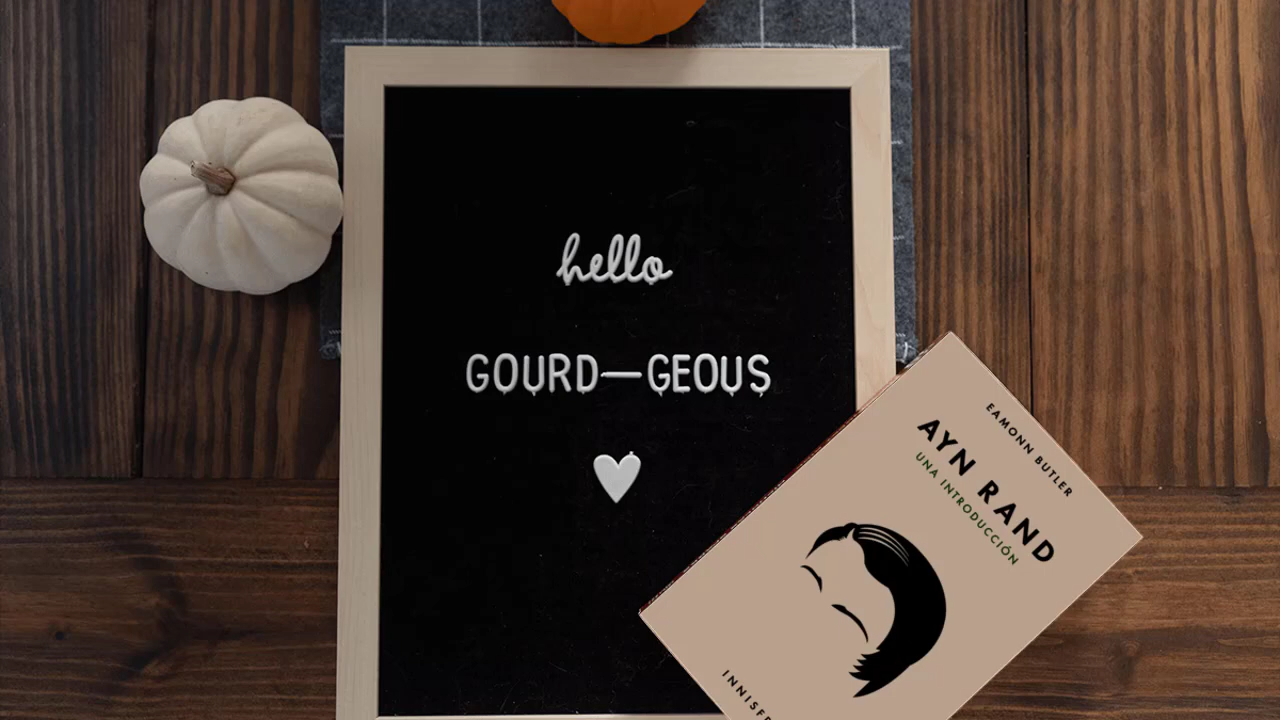 hello
GOURD—GEOUS
EAMONN BUTLER
AYN RAND
UNA INTRODUCCIÓN